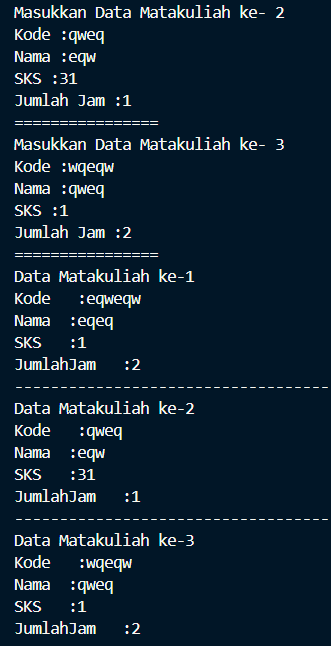 Masukkan Data Matakuliah ke- 2
Kode :qweq
Nama :eqw
SKS :31
Jumlah Jam :1
================
Masukkan Data Matakuliah ke- 3
Kode :wqeqw
Nama :qweq
SKS :1
Jumlah Jam :2
================
Data Matakuliah ke-1
Kode   :eqweqw
Nama  :eqeq
SKS   :1
JumlahJam   :2
-----------------------------------
Data Matakuliah ke-2
Kode   :qweq
Nama  :eqw
SKS   :31
JumlahJam   :1
-----------------------------------
Data Matakuliah ke-3
Kode   :wqeqw
Nama  :qweq
SKS   :1
JumlahJam   :2